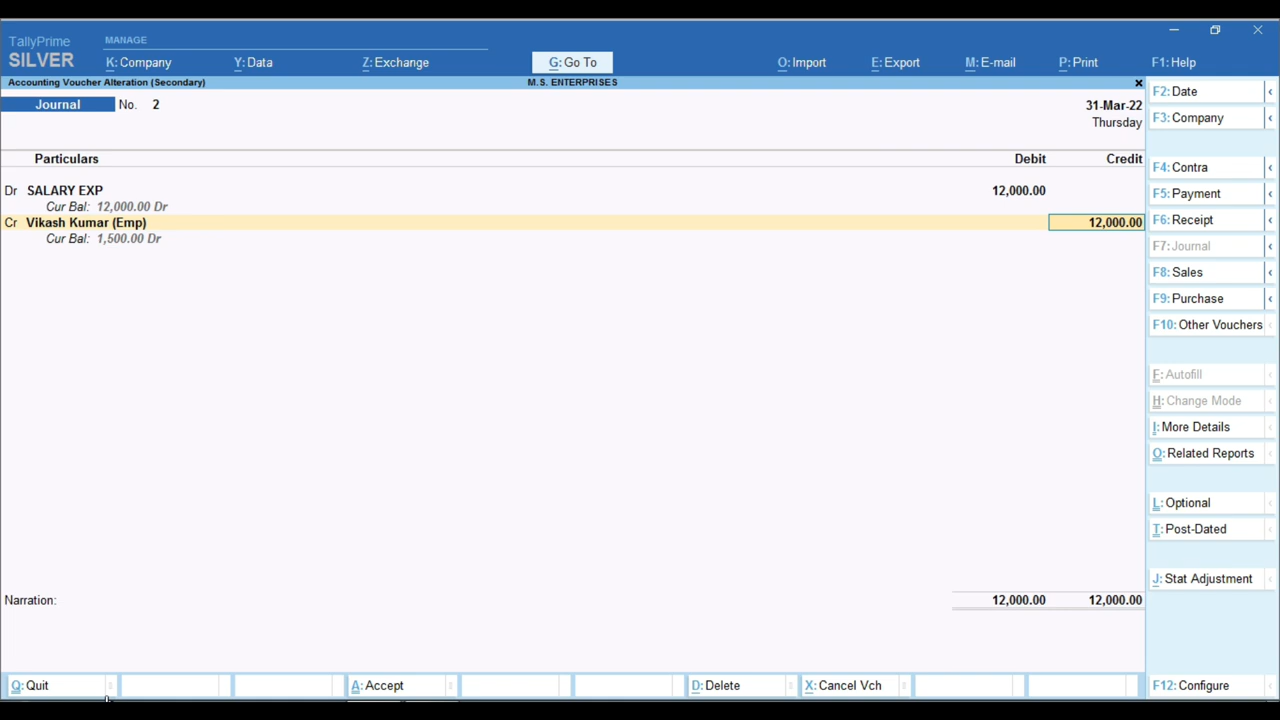 TallyPrime
SILVER
MANAGE
K: Company
Y: Data
Z: Exchange
G: Go To
O: Import
E: Export
M: E-mail
P: Print
F1: Help
Accounting Voucher Alteration (Secondary)
M.S. ENTERPRISES
Journal No. 2
31-Mar-22
Thursday
Particulars Debit Credit
Dr SALARY EXP 12,000.00
Cur Bal: 12,000.00 Dr
Cr Vikash Kumar (Emp) 12,000.00
Cur Bal: 1,500.00 Dr
Narration: 12,000.00 12,000.00
F2: Date
F3: Company
F4: Contra
F5: Payment
F6: Receipt
F7: Journal
F8: Sales
F9: Purchase
F10: Other Vouchers
F: Autofill
H: Change Mode
I: More Details
O: Related Reports
L: Optional
T: Post-Dated
J: Stat Adjustment
F12: Configure
Q: Quit
A: Accept
D: Delete
X: Cancel Vch